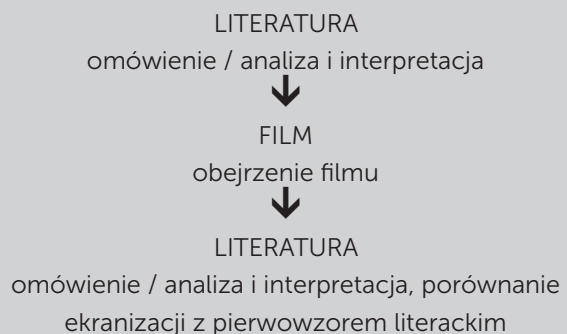 LITERATURA
omówienie / analiza i interpretacja
FILM
obejrzenie filmu
LITERATURA
omówienie / analiza i interpretacja, porównanie
ekranizacji z pierwowzorem literackim